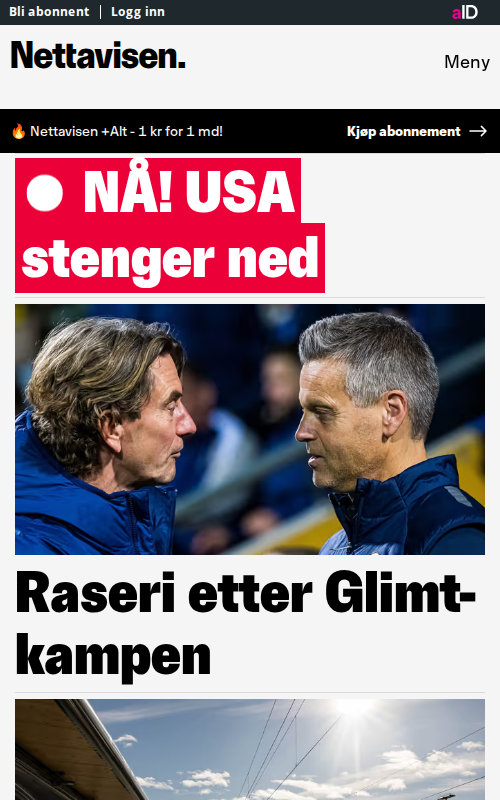 Bli abonnent | Logg inn
aID
Nettavisen.
Meny
🔥 Nettavisen +Alt - 1 kr for 1 md!
Kjøp abonnement →
NÅ! USA
stenger ned
Raseri etter Glimt-
kampen